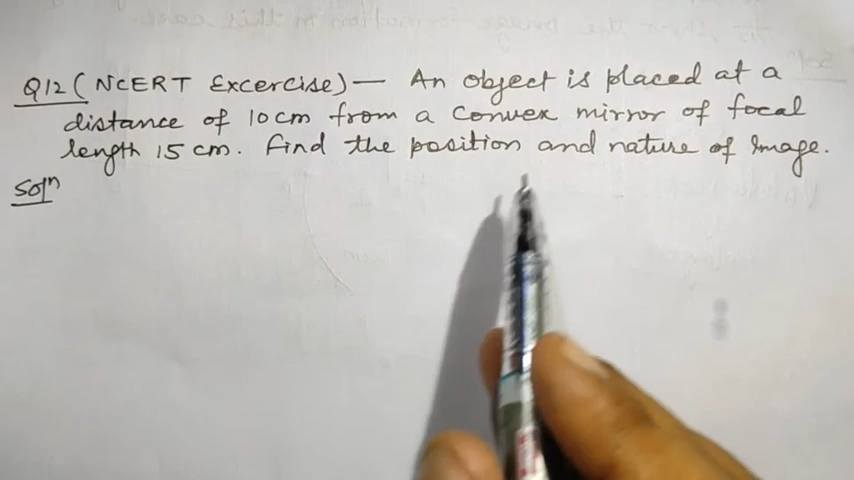 Q12 (NCERT Excercise) — An object is placed at a
distance of 10 cm from a convex mirror of focal
length 15 cm. Find the position and nature of Image.
Solⁿ